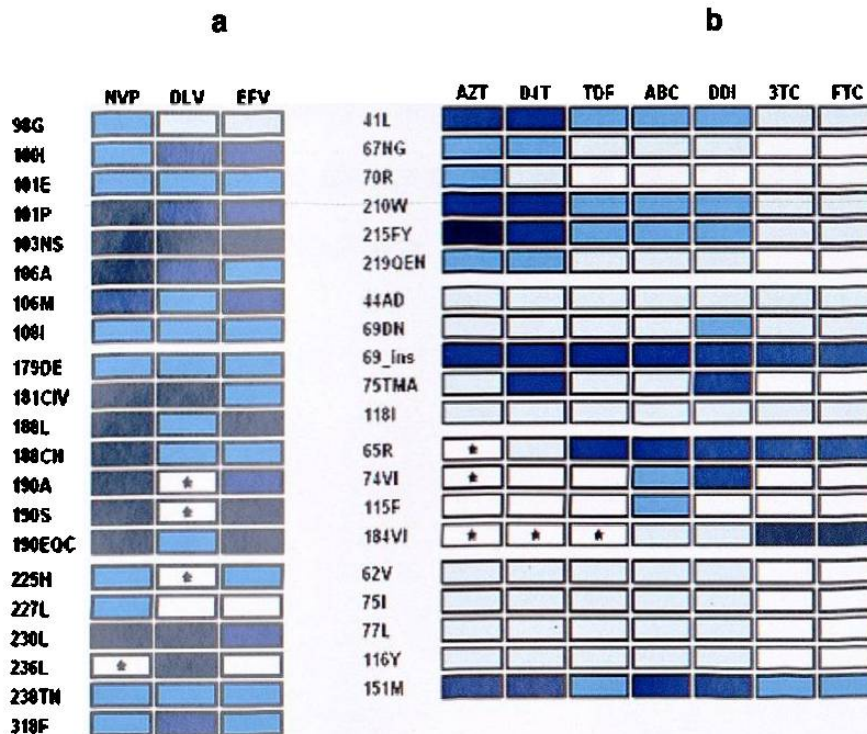 a
b
NVP DLV EFV
98G
100I
101E
101P
103NS
106A
106M
108I
179DE
181CIV
188L
188CH
190A *
190S *
190EQC
225H *
227L
230L
236L *
238TN
318F
AZT D4T TDF ABC DDI 3TC FTC
41L
67NG
70R
210W
215FY
219QEN
44AD
69DN
69_ins
75TMA
118I
65R *
74VI *
115F
184VI * * *
62V
75I
77L
116Y
151M